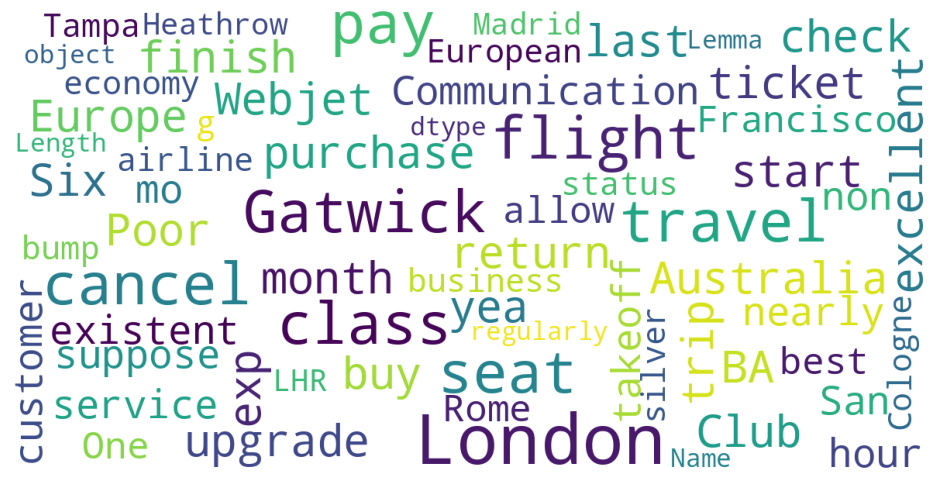 Tampa
Heathrow
pay
Madrid
last
Lemma
check
object
finish
European
economy
Webjet
Communication
ticket
Europe
g
dtype
flight
Francisco
excellent
Length
airline
purchase
Six
mo
status
start
non
Gatwick
allow
travel
Poor
bump
return
cancel
month
business
takeoff
Australia
customer
existent
class
yea
regularly
silver
trip
nearly
Cologne
suppose
exp
LHR
buy
seat
BA
best
service
Rome
San
One
upgrade
London
Name
Club
hour